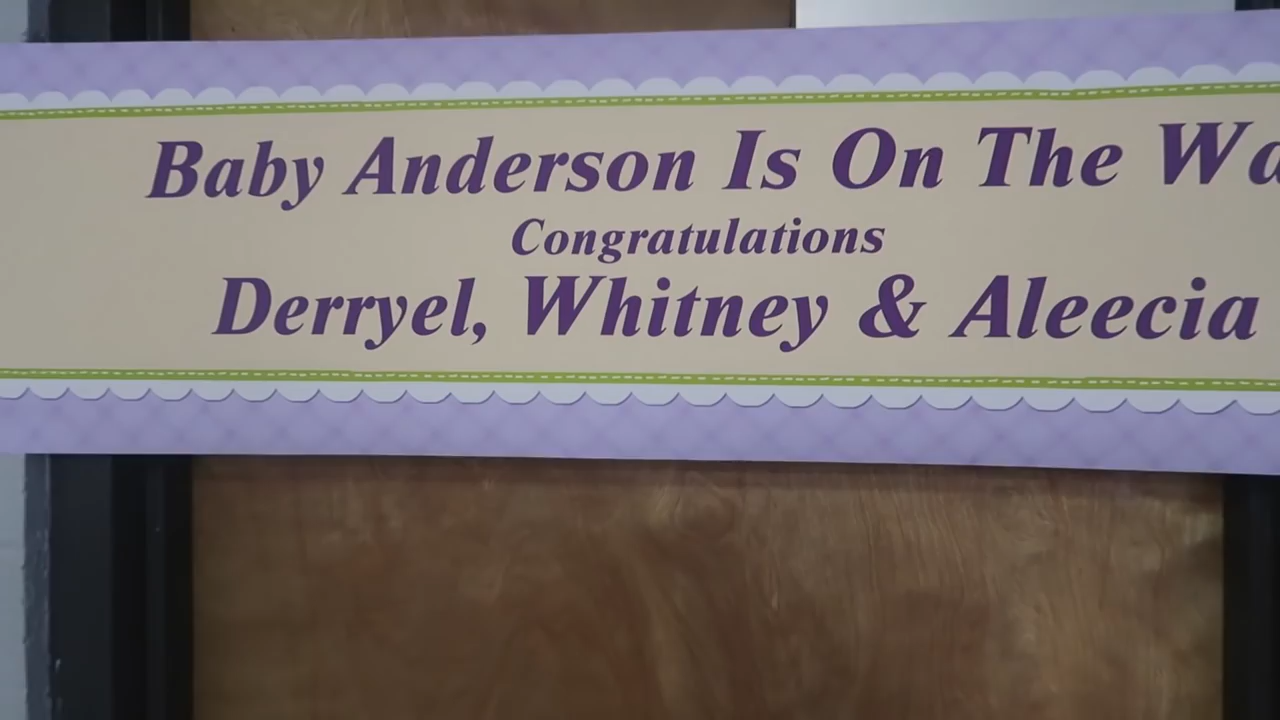 Baby Anderson Is On The Wa
Congratulations
Derryel, Whitney & Aleecia